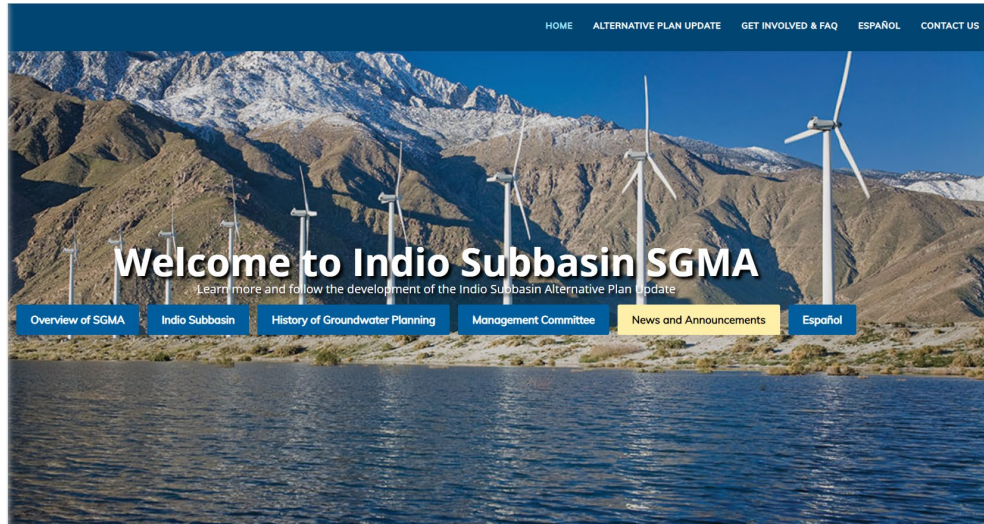 HOME ALTERNATIVE PLAN UPDATE GET INVOLVED & FAQ ESPAÑOL CONTACT US
Welcome to Indio Subbasin SGMA
Learn more and follow the development of the Indio Subbasin Alternative Plan Update
Overview of SGMA Indio Subbasin History of Groundwater Planning Management Committee News and Announcements Español